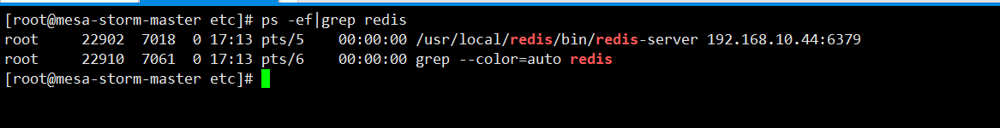 [root@mesa-storm-master etc]# ps -ef|grep redis
root     22902  7018  0 17:13 pts/5    00:00:00 /usr/local/redis/bin/redis-server 192.168.10.44:6379
root     22910  7061  0 17:13 pts/6    00:00:00 grep --color=auto redis
[root@mesa-storm-master etc]#